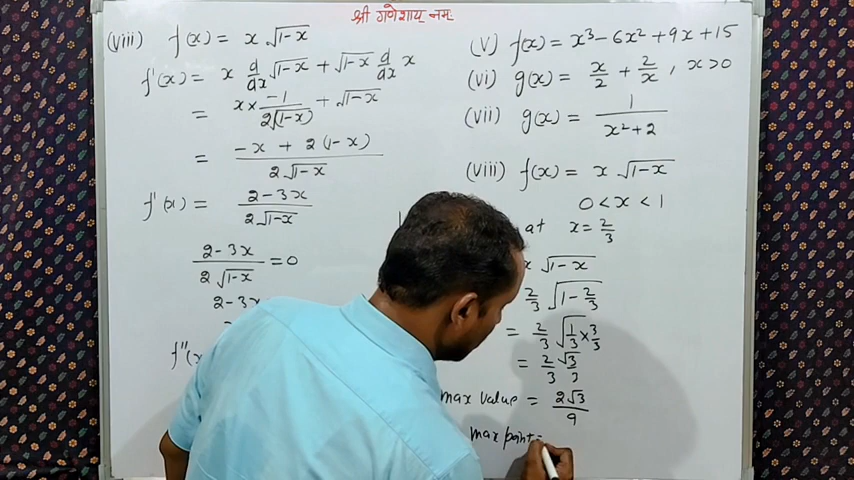 श्री गणेशाय नमः
(viii) f(x) = x √(1-x)
f'(x) = x d/dx √(1-x) + √(1-x) d/dx x
= x × -1/(2√(1-x)) + √(1-x)
= (-x + 2(1-x))/(2√(1-x))
f'(x) = (2-3x)/(2√(1-x))
(2-3x)/(2√(1-x)) = 0
2-3x
f''(x
(V) f(x) = x³ - 6x² + 9x + 15
(vi) g(x) = x/2 + 2/x , x>0
(vii) g(x) = 1/(x²+2)
(viii) f(x) = x √(1-x)
0 < x < 1
at x = 2/3
x √(1-x)
2/3 √(1-2/3)
= 2/3 √(1/3 × 3/3)
= 2/3 √3/3
max value = 2√3/9
max point =